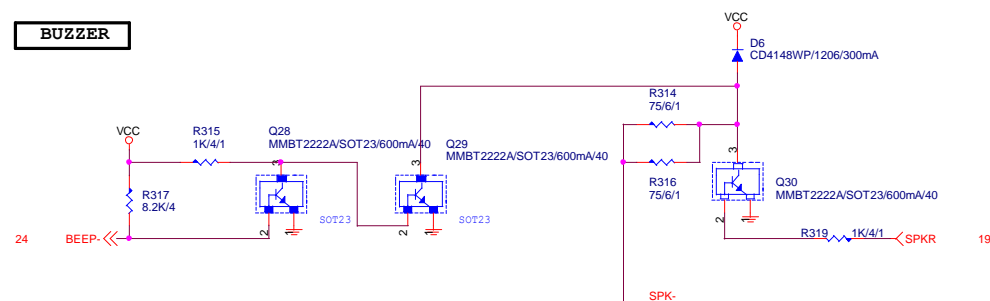 BUZZER
VCC
D6
CD4148WP/1206/300mA
R314
75/6/1
VCC
R315
1K/4/1
Q28
MMBT2222A/SOT23/600mA/40
Q29
MMBT2222A/SOT23/600mA/40
3
3
3
R316
75/6/1
Q30
MMBT2222A/SOT23/600mA/40
R317
8.2K/4
SOT23
SOT23
2
1
2
1
2
1
24
BEEP-
R319
1K/4/1
SPKR
19
SPK-